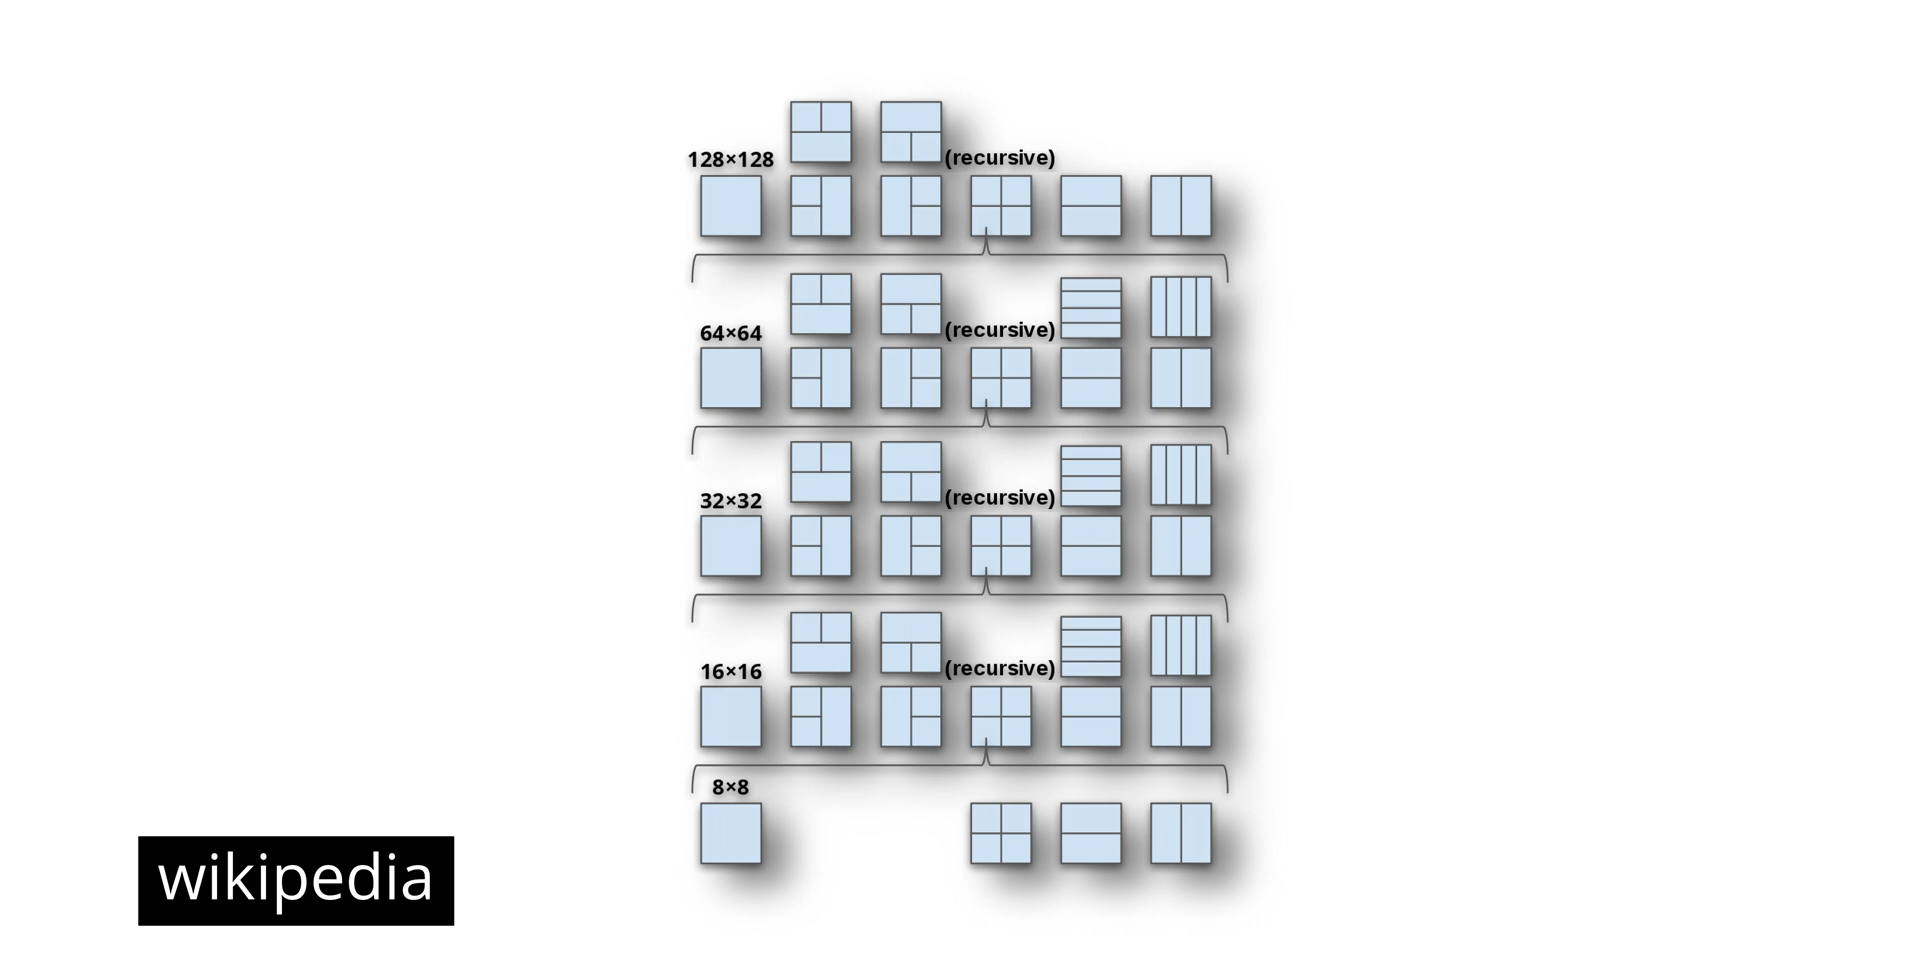 128×128
(recursive)
64×64
(recursive)
32×32
(recursive)
16×16
(recursive)
8×8
wikipedia